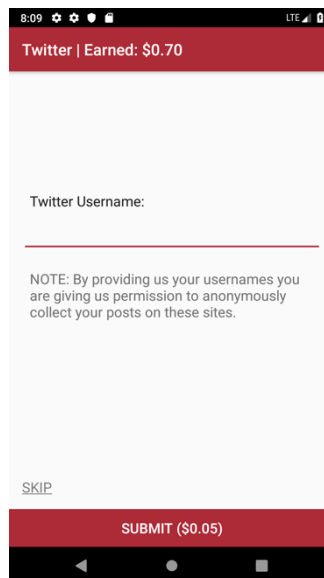 8:09 LTE
Twitter | Earned: $0.70
Twitter Username:
NOTE: By providing us your usernames you
are giving us permission to anonymously
collect your posts on these sites.
SKIP
SUBMIT ($0.05)